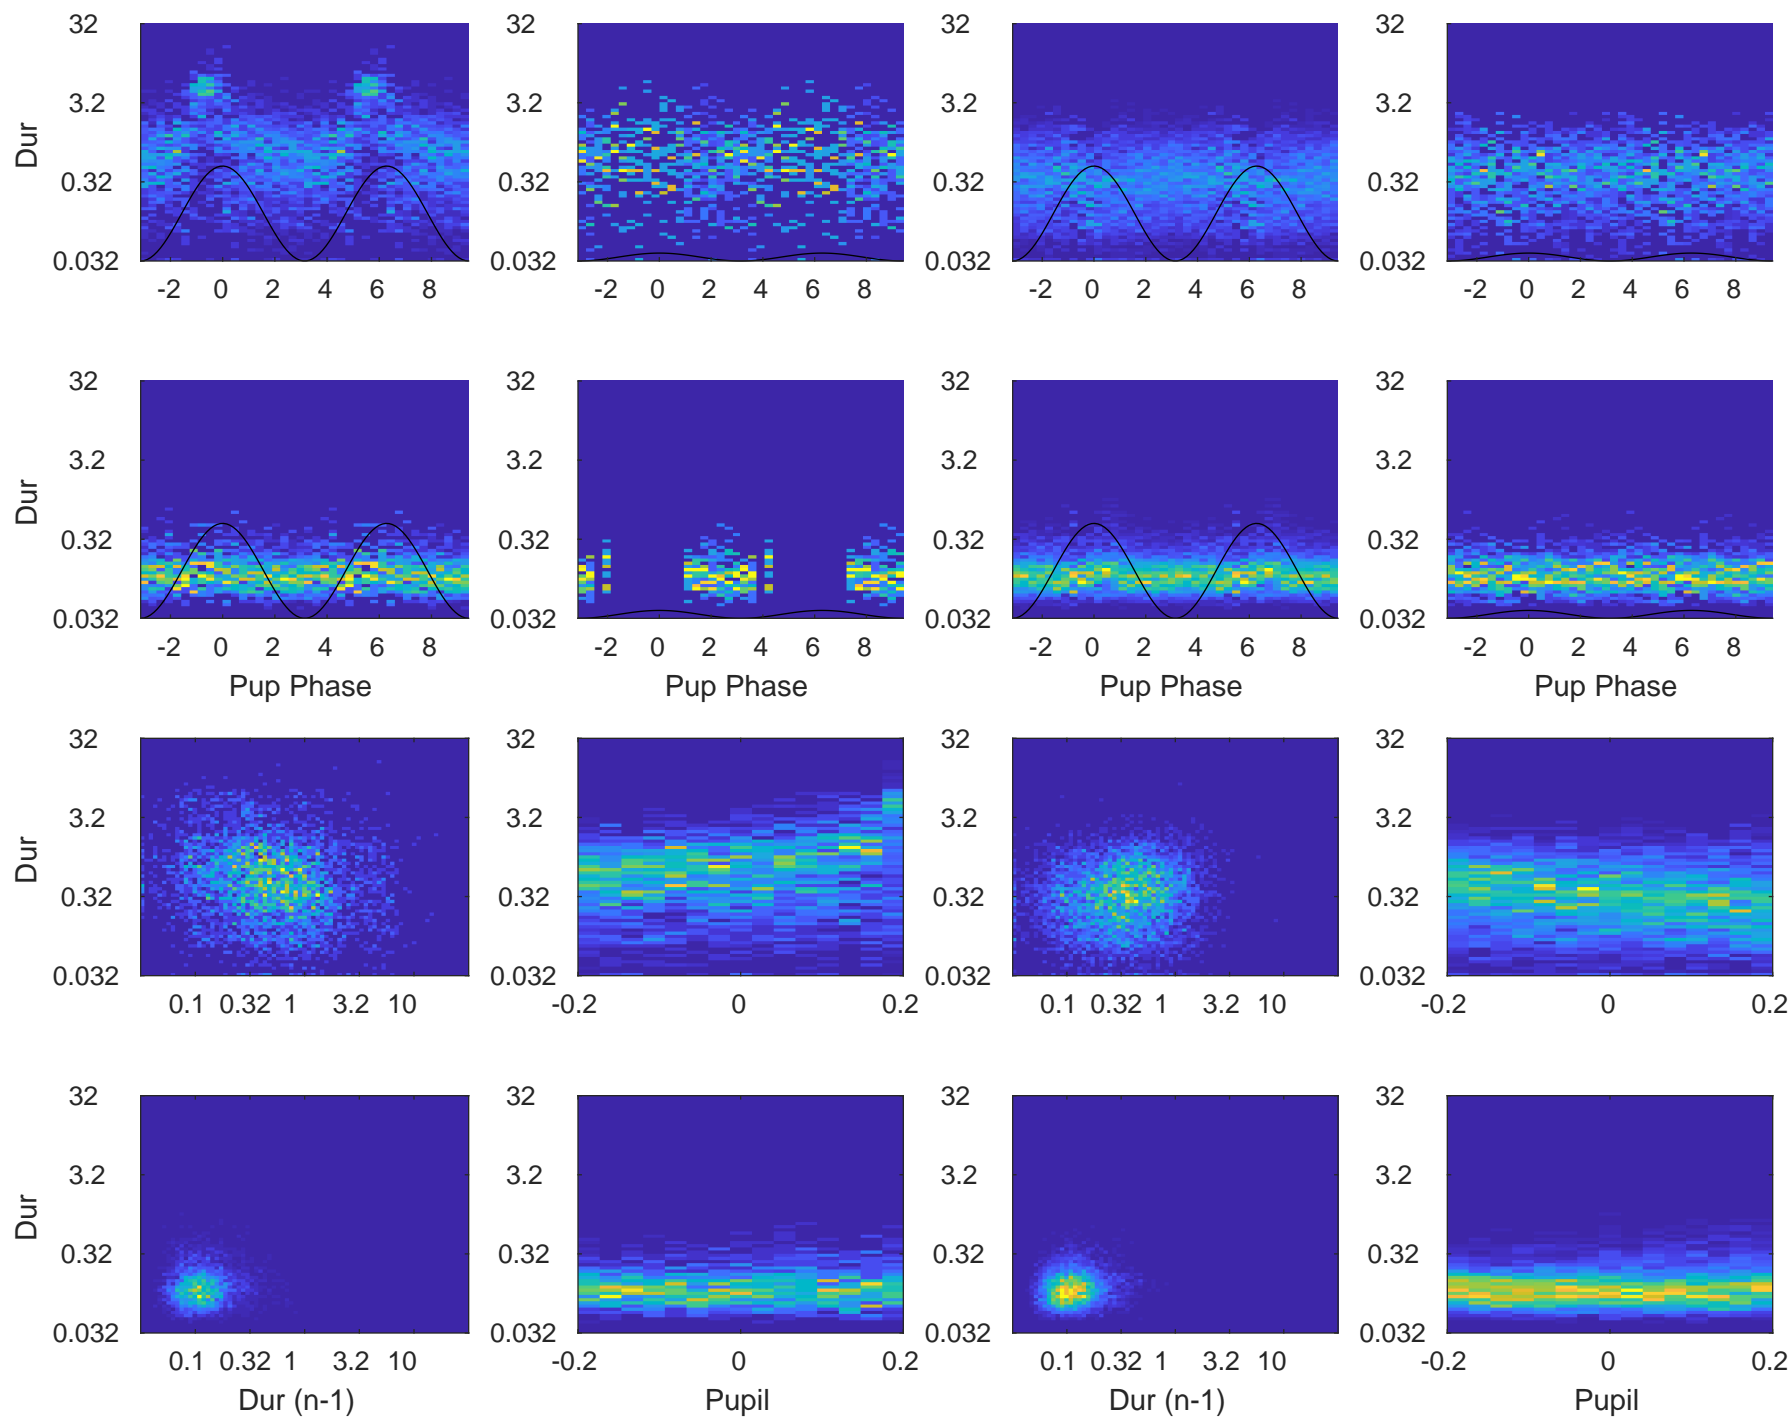 32 32 32 32
3.2 3.2 3.2 3.2
Dur
0.32 0.32 0.32 0.32
0.032 0.032 0.032 0.032
-2 0 2 4 6 8 -2 0 2 4 6 8 -2 0 2 4 6 8 -2 0 2 4 6 8
32 32 32 32
3.2 3.2 3.2 3.2
Dur
0.32 0.32 0.32 0.32
0.032 0.032 0.032 0.032
-2 0 2 4 6 8 -2 0 2 4 6 8 -2 0 2 4 6 8 -2 0 2 4 6 8
Pup Phase Pup Phase Pup Phase Pup Phase
32 32 32 32
3.2 3.2 3.2 3.2
Dur
0.32 0.32 0.32 0.32
0.032 0.032 0.032 0.032
0.1 0.32 1 3.2 10 -0.2 0 0.2 0.1 0.32 1 3.2 10 -0.2 0 0.2
32 32 32 32
3.2 3.2 3.2 3.2
Dur
0.32 0.32 0.32 0.32
0.032 0.032 0.032 0.032
0.1 0.32 1 3.2 10 -0.2 0 0.2 0.1 0.32 1 3.2 10 -0.2 0 0.2
Dur (n-1) Pupil Dur (n-1) Pupil